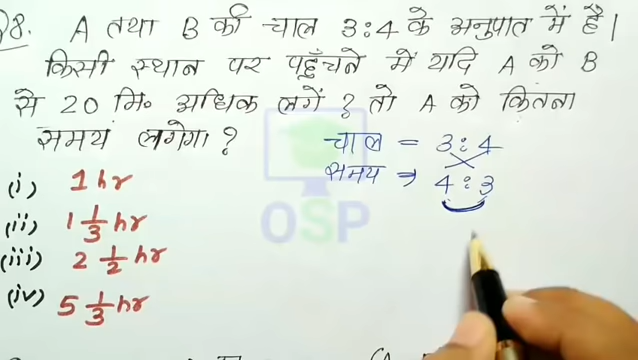 Q8. A तथा B की चाल 3:4 के अनुपात में है।
किसी स्थान पर पहुँचने में यदि A को B
से 20 मि० अधिक लगें ? तो A को कितना
समय लगेगा ?
चाल = 3:4
समय ⇒ 4:3
(i) 1 hr
(ii) 1 1/3 hr
(iii) 2 1/2 hr
(iv) 5 1/3 hr
OSP